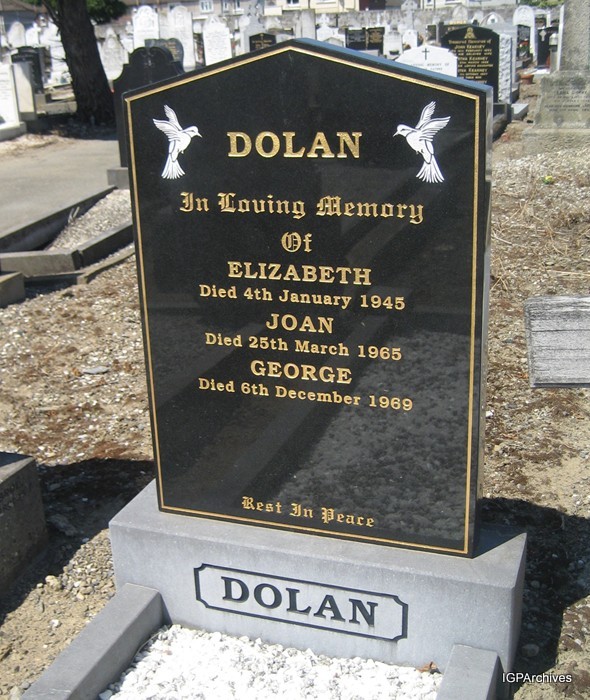 DOLAN
In Loving Memory
Of
ELIZABETH
Died 4th January 1945
JOAN
Died 25th March 1965
GEORGE
Died 6th December 1969
Rest In Peace
DOLAN
IGPArchives